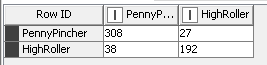 Row ID PennyP... HighRoller
PennyPincher 308 27
HighRoller 38 192